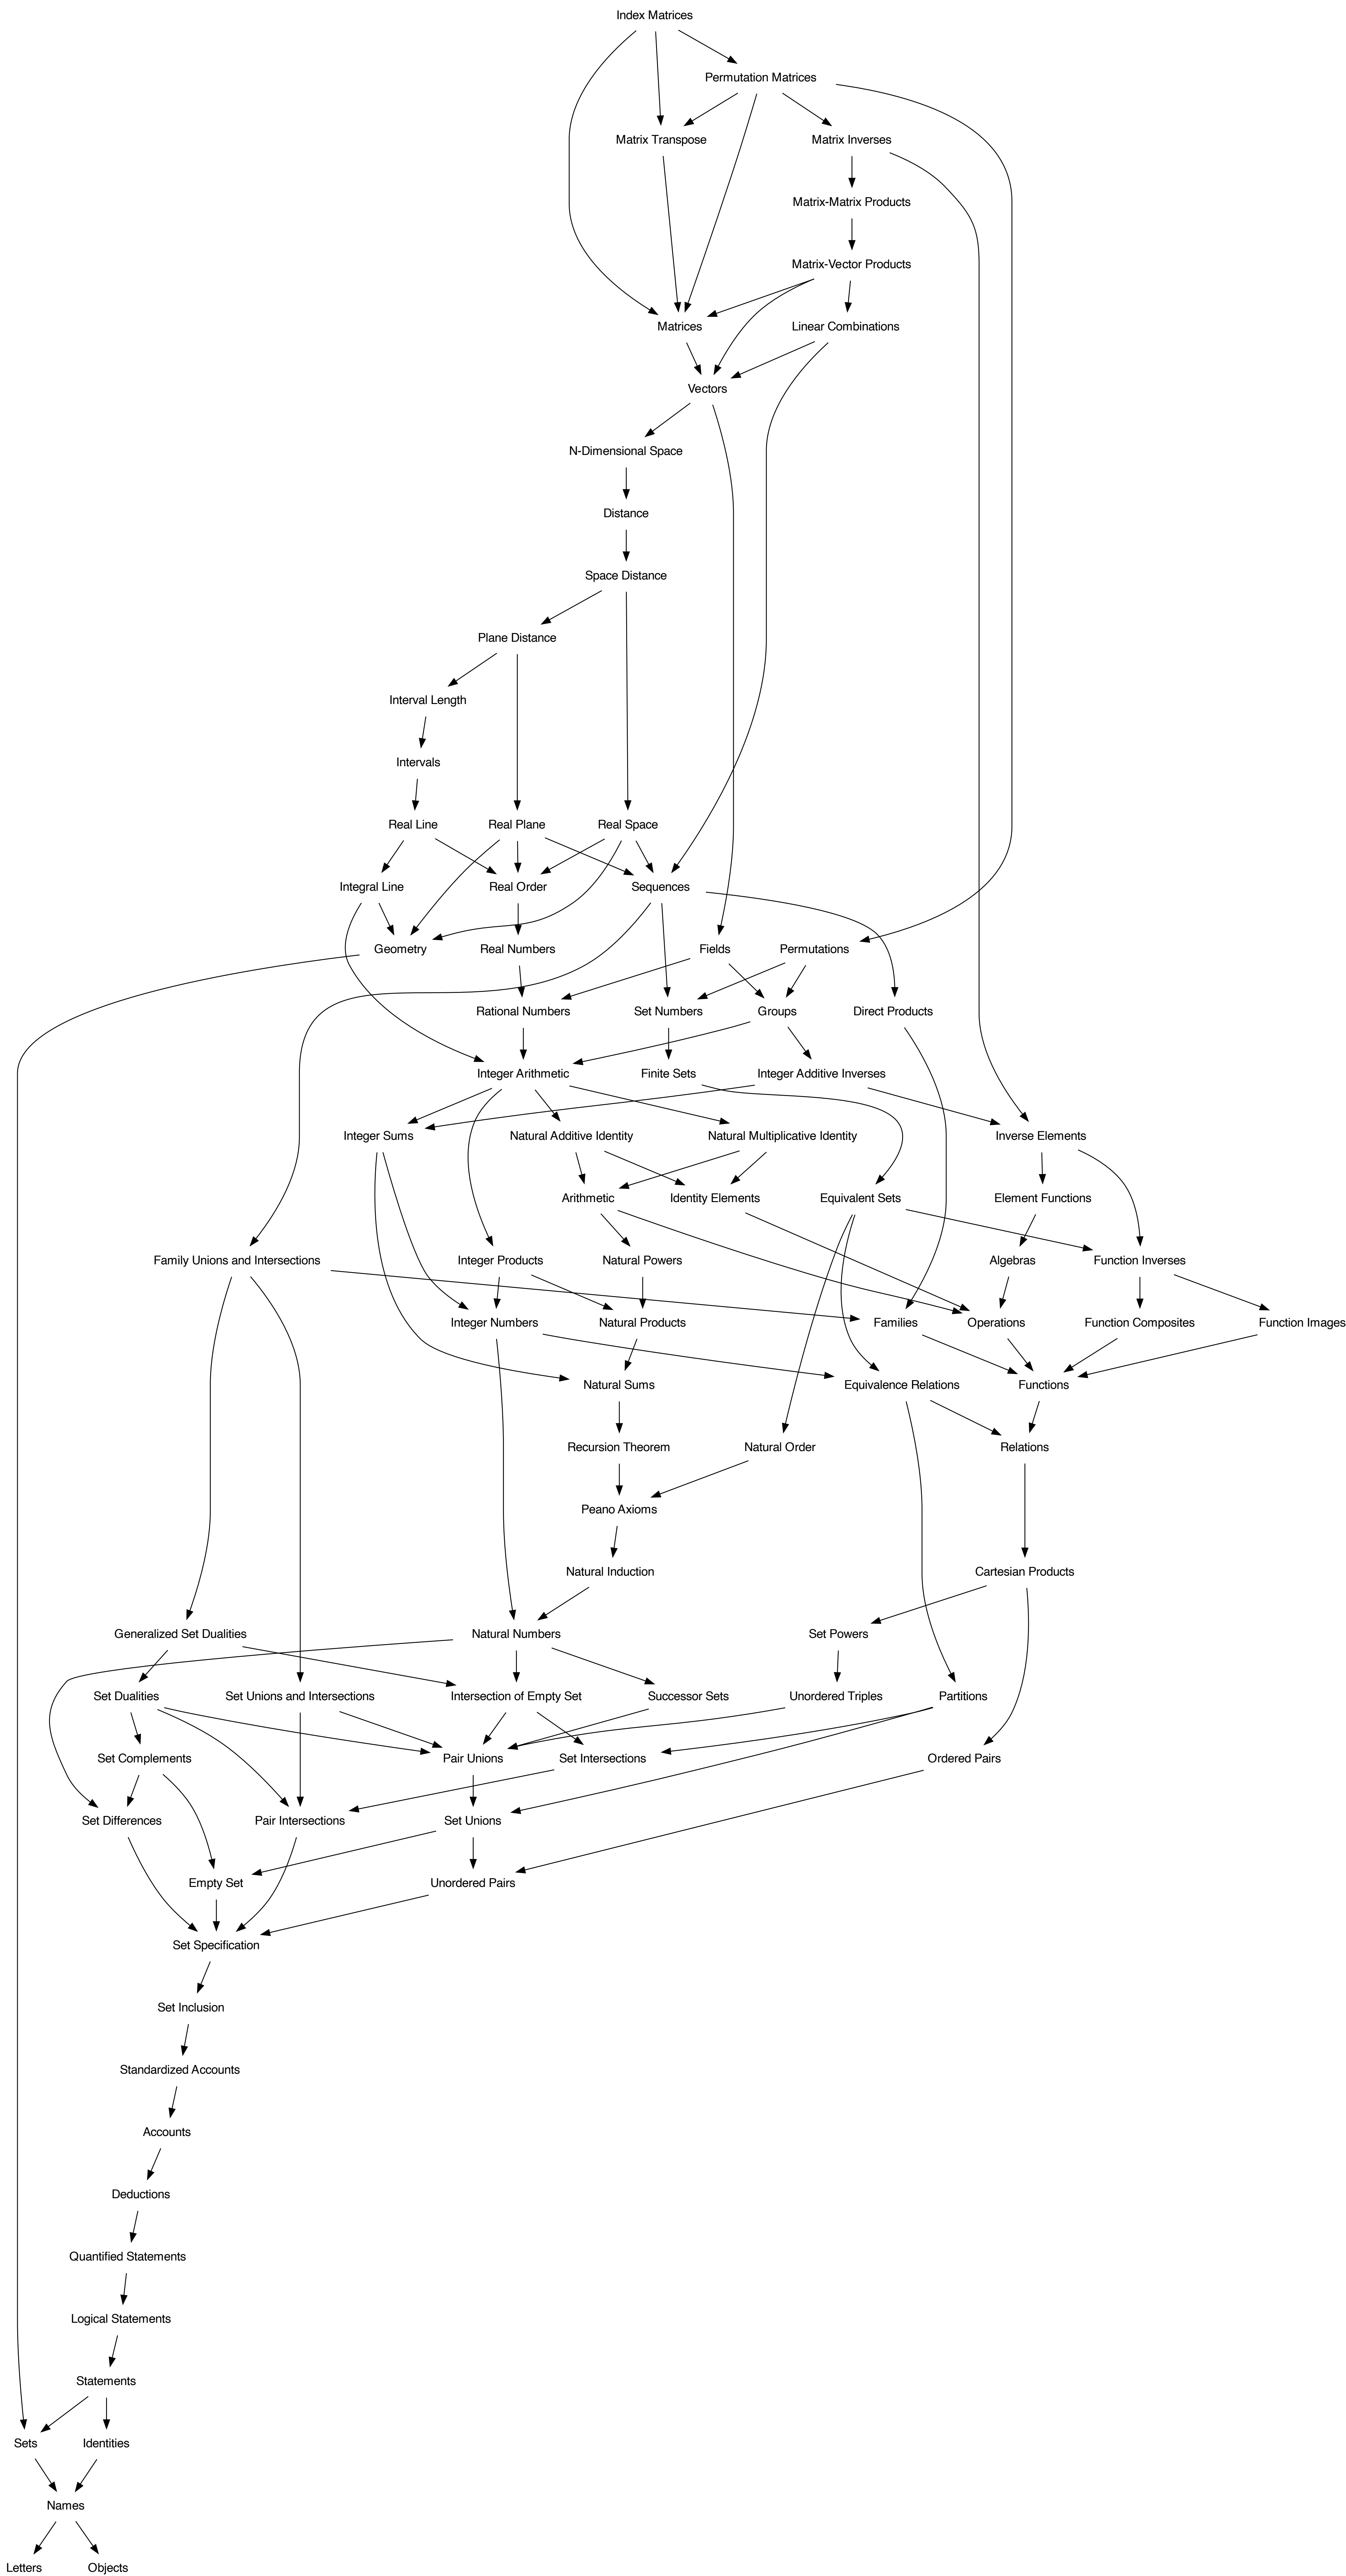 Index Matrices
Permutation Matrices
Matrix Transpose
Matrix Inverses
Matrix-Matrix Products
Matrix-Vector Products
Matrices
Linear Combinations
Vectors
N-Dimensional Space
Distance
Space Distance
Plane Distance
Interval Length
Intervals
Real Line
Real Plane
Real Space
Integral Line
Real Order
Sequences
Geometry
Real Numbers
Fields
Permutations
Rational Numbers
Set Numbers
Groups
Direct Products
Integer Arithmetic
Finite Sets
Integer Additive Inverses
Integer Sums
Natural Additive Identity
Natural Multiplicative Identity
Inverse Elements
Arithmetic
Identity Elements
Equivalent Sets
Element Functions
Family Unions and Intersections
Integer Products
Natural Powers
Algebras
Function Inverses
Integer Numbers
Natural Products
Families
Operations
Function Composites
Function Images
Natural Sums
Equivalence Relations
Functions
Recursion Theorem
Natural Order
Relations
Peano Axioms
Natural Induction
Cartesian Products
Generalized Set Dualities
Natural Numbers
Set Powers
Set Dualities
Set Unions and Intersections
Intersection of Empty Set
Successor Sets
Unordered Triples
Partitions
Set Complements
Pair Unions
Set Intersections
Ordered Pairs
Set Differences
Pair Intersections
Set Unions
Empty Set
Unordered Pairs
Set Specification
Set Inclusion
Standardized Accounts
Accounts
Deductions
Quantified Statements
Logical Statements
Statements
Sets
Identities
Names
Letters
Objects